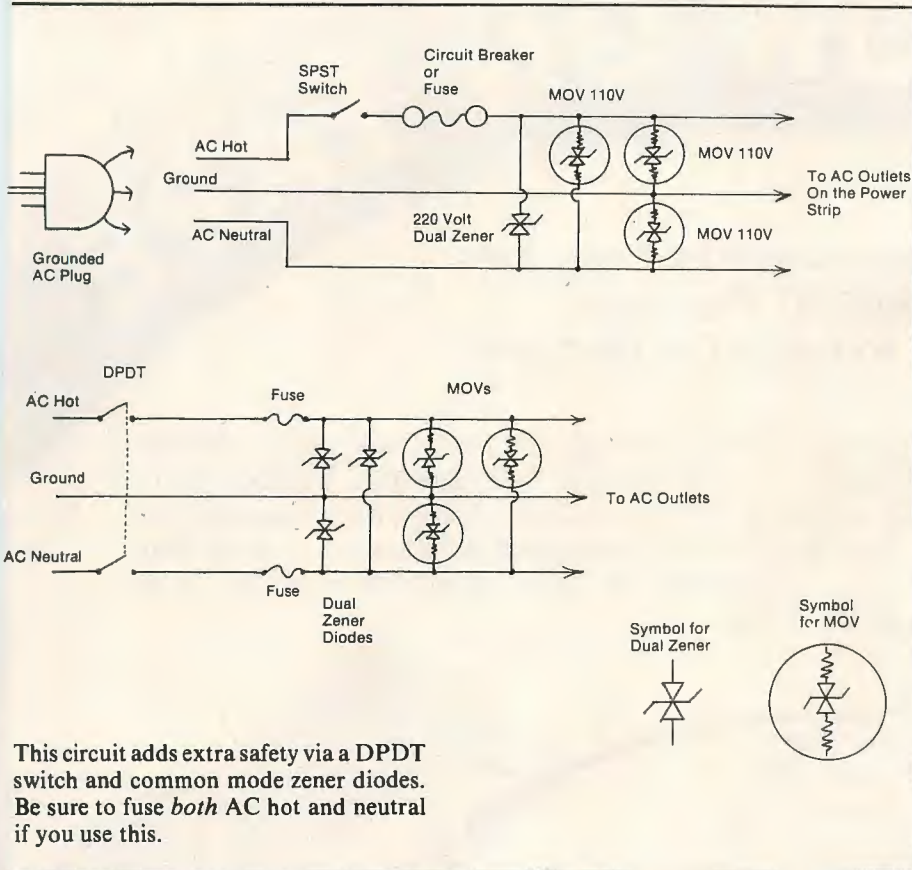 SPST
Switch
Circuit Breaker
or
Fuse
MOV 110V
AC Hot
Ground
AC Neutral
Grounded
AC Plug
220 Volt
Dual Zener
MOV 110V
MOV 110V
To AC Outlets
On the Power
Strip
DPDT
AC Hot
Fuse
MOVs
Ground
To AC Outlets
AC Neutral
Fuse
Dual
Zener
Diodes
Symbol for
Dual Zener
Symbol
for MOV
This circuit adds extra safety via a DPDT
switch and common mode zener diodes.
Be sure to fuse both AC hot and neutral
if you use this.